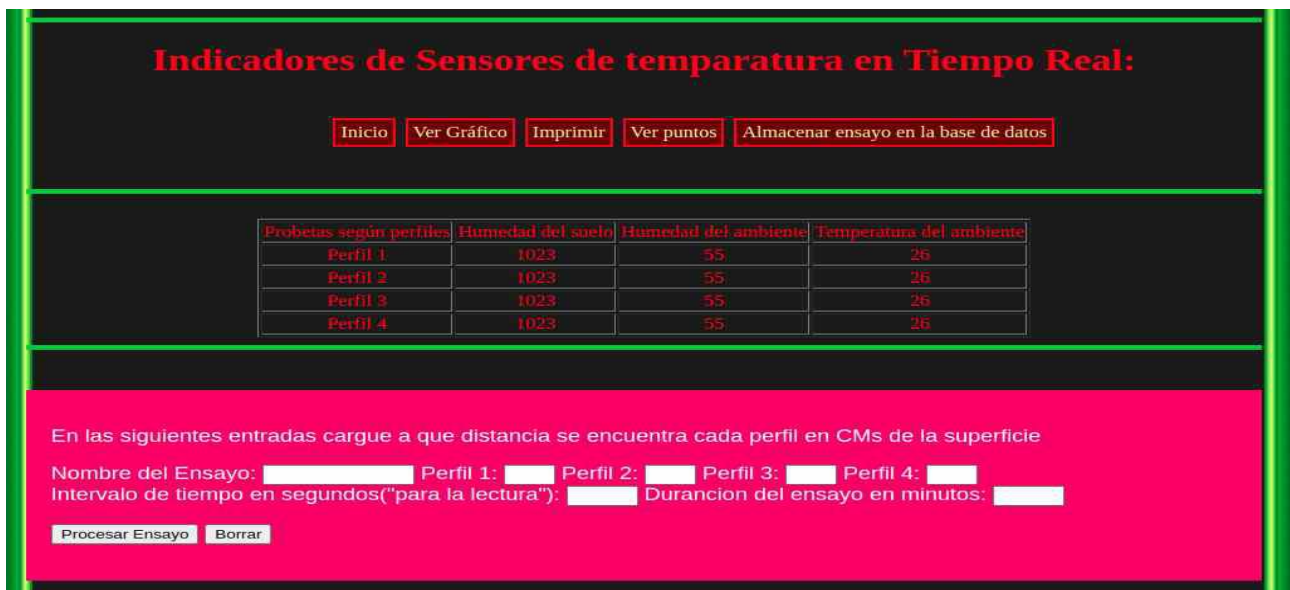 Indicadores de Sensores de temparatura en Tiempo Real:
Inicio Ver Gráfico Imprimir Ver puntos Almacenar ensayo en la base de datos
Probetas según perfiles Humedad del suelo Humedad del ambiente Temperatura del ambiente
Perfil 1 1023 55 26
Perfil 2 1023 55 26
Perfil 3 1023 55 26
Perfil 4 1023 55 26
En las siguientes entradas cargue a que distancia se encuentra cada perfil en CMs de la superficie
Nombre del Ensayo: Perfil 1: Perfil 2: Perfil 3: Perfil 4:
Intervalo de tiempo en segundos("para la lectura"): Durancion del ensayo en minutos:
Procesar Ensayo Borrar